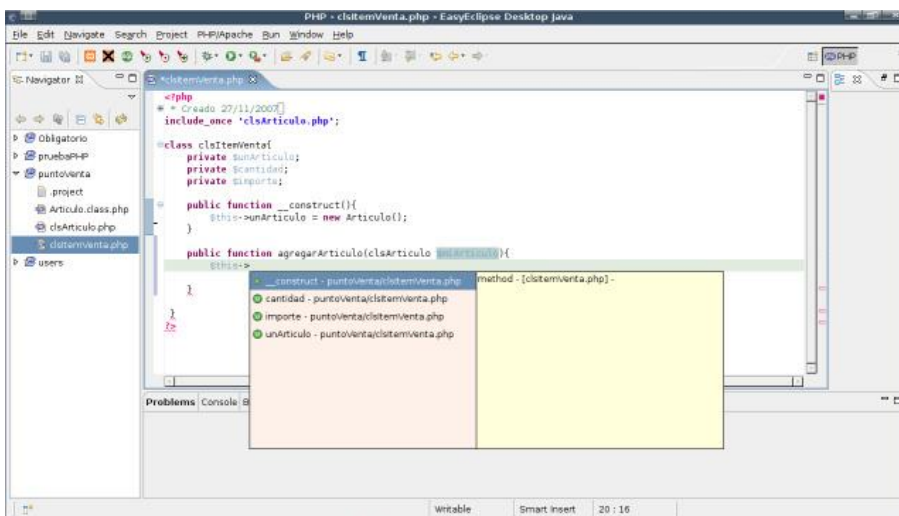 PHP - clsItemVenta.php - EasyEclipse Desktop Java
File Edit Navigate Search Project PHP/Apache Run Window Help
PHP
Navigator
*clsItemVenta.php
Obligatorio
pruebaPHP
puntoVenta
.project
Articulo.class.php
clsArticulo.php
clsItemVenta.php
users
<?php
* Creado 27/11/2007
include_once 'clsArticulo.php';
class clsItemVenta{
private $unArticulo;
private $cantidad;
private $importe;
public function __construct(){
$this->unArticulo = new Articulo();
}
public function agregarArticulo(clsArticulo $unArticulo){
$this->
}
}
?>
__construct - puntoVenta/clsItemVenta.php
cantidad - puntoVenta/clsItemVenta.php
importe - puntoVenta/clsItemVenta.php
unArticulo - puntoVenta/clsItemVenta.php
method - [clsItemVenta.php] -
Problems Console
Writable Smart Insert 20 : 16